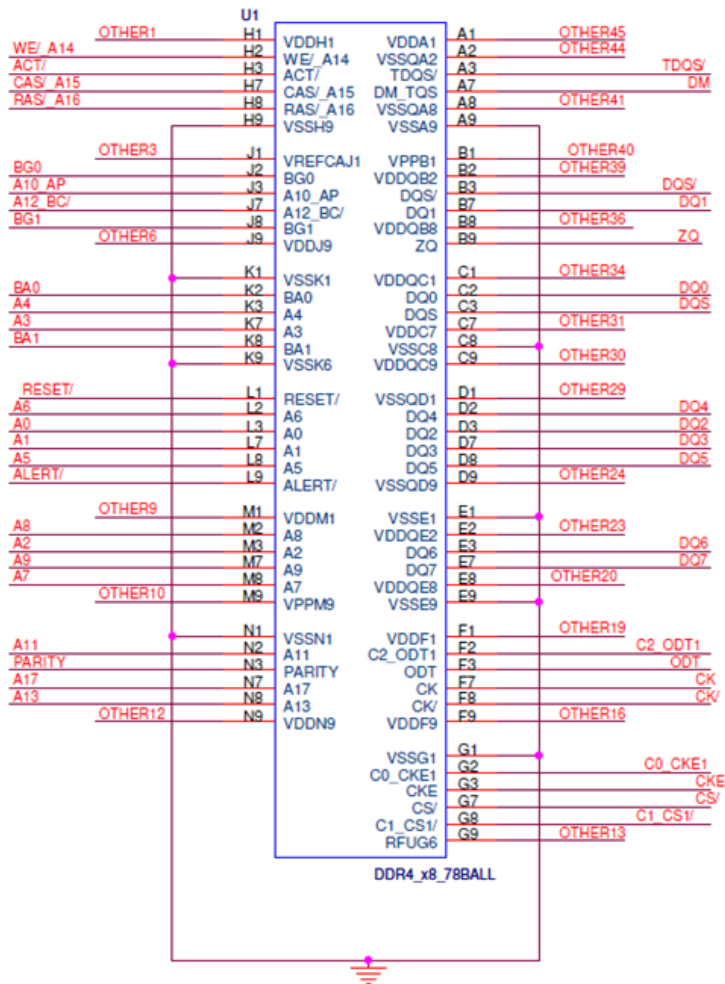 U1
OTHER1 H1 VDDH1 VDDA1 A1 OTHER45
WE/_A14 H2 WE/_A14 VSSQA2 A2 OTHER44
ACT/ H3 ACT/ TDQS/ A3 TDQS/
CAS/_A15 H7 CAS/_A15 DM_TQS A7 DM
RAS/_A16 H8 RAS/_A16 VSSQA8 A8 OTHER41
H9 VSSH9 VSSA9 A9
OTHER3 J1 VREFCAJ1 VPPB1 B1 OTHER40
BG0 J2 BG0 VDDQB2 B2 OTHER39
A10_AP J3 A10_AP DQS/ B3 DQS/
A12_BC/ J7 A12_BC/ DQ1 B7 DQ1
BG1 J8 BG1 VDDQB8 B8 OTHER36
OTHER6 J9 VDDJ9 ZQ B9 ZQ
K1 VSSK1 VDDQC1 C1 OTHER34
BA0 K2 BA0 DQ0 C2 DQ0
A4 K3 A4 DQS C3 DQS
A3 K7 A3 VDDC7 C7 OTHER31
BA1 K8 BA1 VSSC8 C8
K9 VSSK6 VDDQC9 C9 OTHER30
RESET/ L1 RESET/ VSSQD1 D1 OTHER29
A6 L2 A6 DQ4 D2 DQ4
A0 L3 A0 DQ2 D3 DQ2
A1 L7 A1 DQ3 D7 DQ3
A5 L8 A5 DQ5 D8 DQ5
ALERT/ L9 ALERT/ VSSQD9 D9 OTHER24
OTHER9 M1 VDDM1 VSSE1 E1
A8 M2 A8 VDDQE2 E2 OTHER23
A2 M3 A2 DQ6 E3 DQ6
A9 M7 A9 DQ7 E7 DQ7
A7 M8 A7 VDDQE8 E8 OTHER20
OTHER10 M9 VPPM9 VSSE9 E9
N1 VSSN1 VDDF1 F1 OTHER19
A11 N2 A11 C2_ODT1 F2 C2_ODT1
PARITY N3 PARITY ODT F3 ODT
A17 N7 A17 CK F7 CK
A13 N8 A13 CK/ F8 CK/
OTHER12 N9 VDDN9 VDDF9 F9 OTHER16
VSSG1 G1
C0_CKE1 G2 C0_CKE1
CKE G3 CKE
CS/ G7 CS/
C1_CS1/ G8 C1_CS1/
RFUG6 G9 OTHER13
DDR4_x8_78BALL